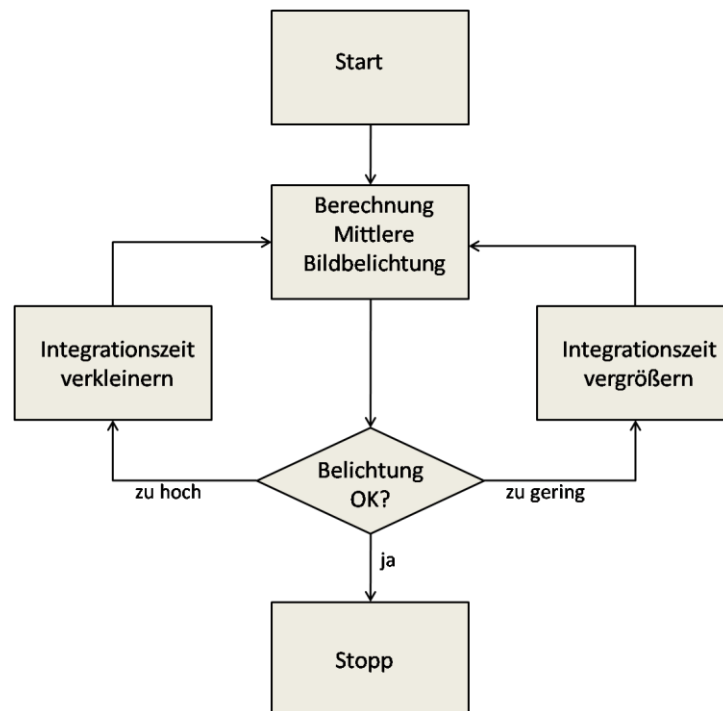 Start
Berechnung
Mittlere
Bildbelichtung
Integrationszeit
verkleinern
Integrationszeit
vergrößern
Belichtung
OK?
zu hoch
zu gering
ja
Stopp